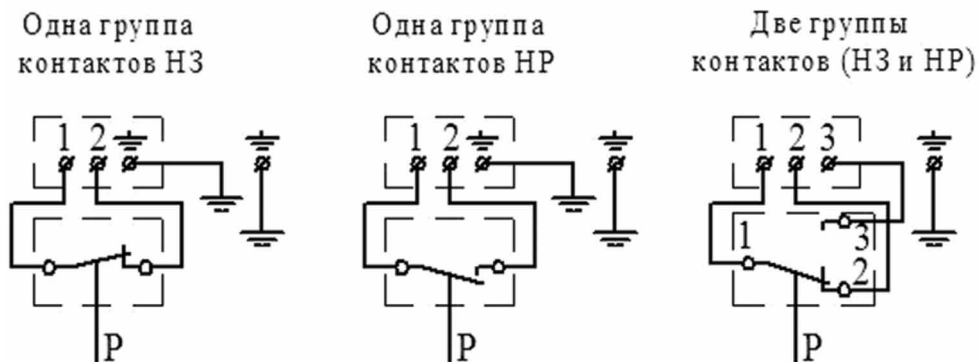 Одна группа
контактов НЗ
Одна группа
контактов НР
Две группы
контактов (НЗ и НР)
1 2
1 2
1 2 3
1
3
2
P
P
P